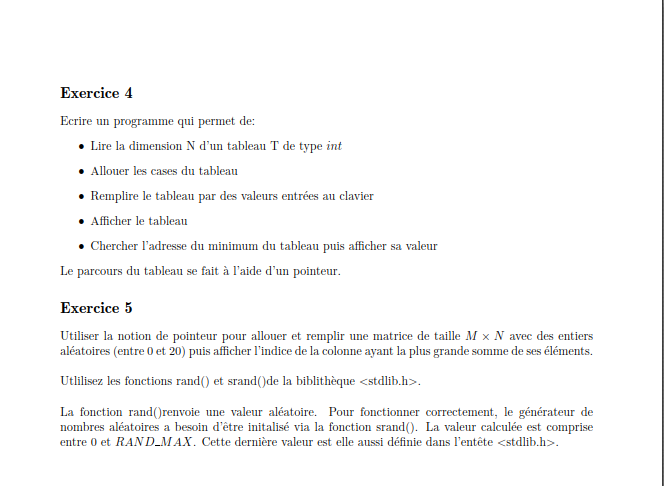 Exercice 4
Ecrire un programme qui permet de:
• Lire la dimension N d'un tableau T de type int
• Allouer les cases du tableau
• Remplire le tableau par des valeurs entrées au clavier
• Afficher le tableau
• Chercher l'adresse du minimum du tableau puis afficher sa valeur
Le parcours du tableau se fait à l'aide d'un pointeur.
Exercice 5
Utiliser la notion de pointeur pour allouer et remplir une matrice de taille M × N avec des entiers
aléatoires (entre 0 et 20) puis afficher l'indice de la colonne ayant la plus grande somme de ses éléments.
Utlilisez les fonctions rand() et srand()de la biblithèque <stdlib.h>.
La fonction rand()renvoie une valeur aléatoire. Pour fonctionner correctement, le générateur de
nombres aléatoires a besoin d'être initalisé via la fonction srand(). La valeur calculée est comprise
entre 0 et RAND_MAX. Cette dernière valeur est elle aussi définie dans l'entête <stdlib.h>.